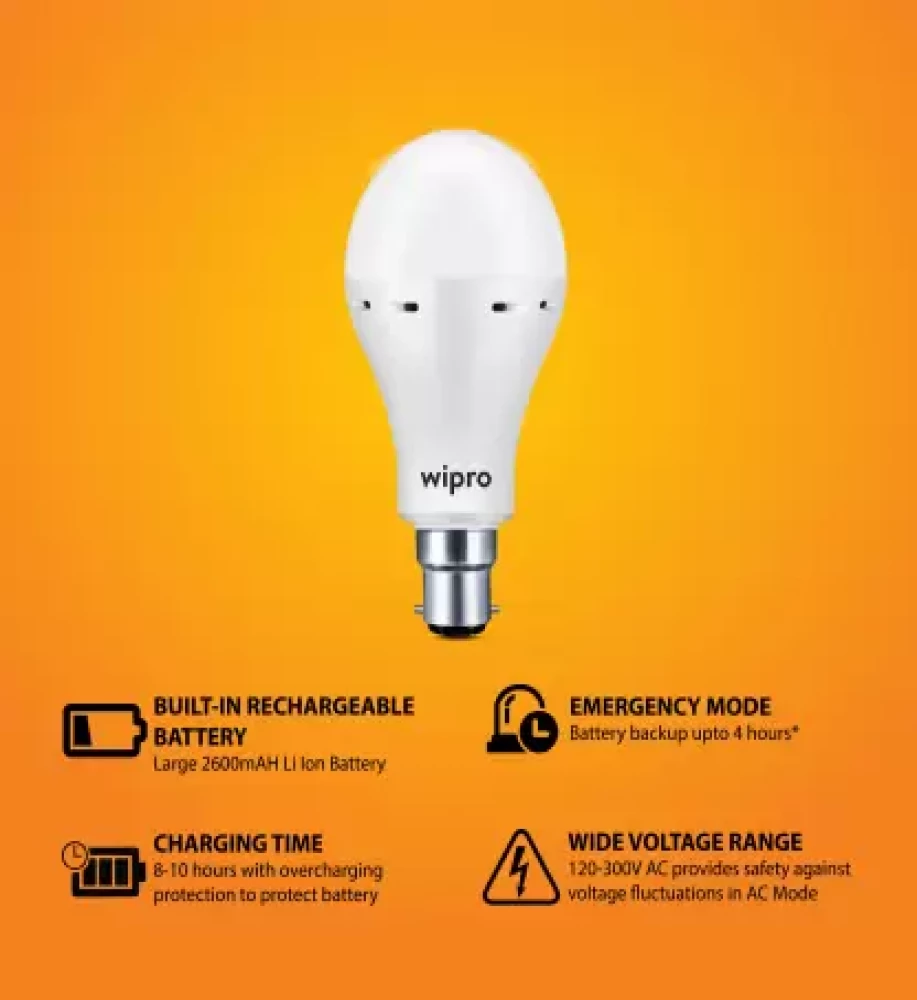 wipro
BUILT-IN RECHARGEABLE
BATTERY
Large 2600mAH Li Ion Battery
EMERGENCY MODE
Battery backup upto 4 hours*
CHARGING TIME
8-10 hours with overcharging
protection to protect battery
WIDE VOLTAGE RANGE
120-300V AC provides safety against
voltage fluctuations in AC Mode